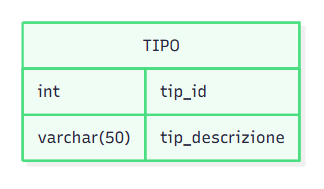 TIPO
int tip_id
varchar(50) tip_descrizione